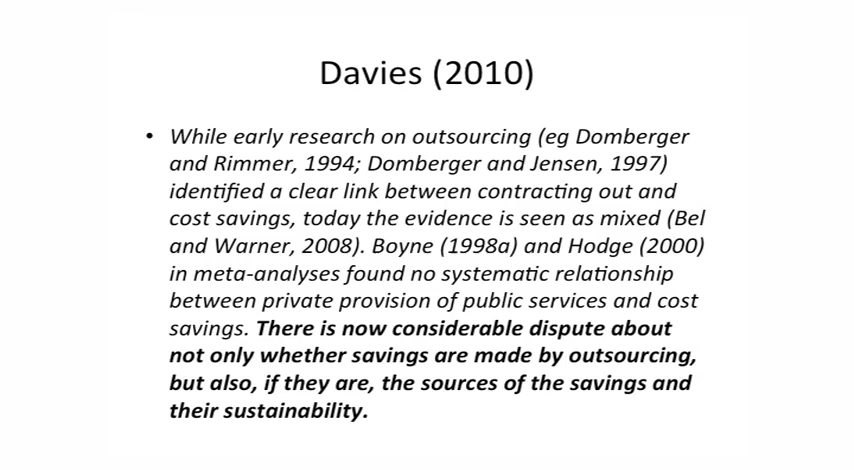 Davies (2010)
• While early research on outsourcing (eg Domberger
and Rimmer, 1994; Domberger and Jensen, 1997)
identified a clear link between contracting out and
cost savings, today the evidence is seen as mixed (Bel
and Warner, 2008). Boyne (1998a) and Hodge (2000)
in meta-analyses found no systematic relationship
between private provision of public services and cost
savings. There is now considerable dispute about
not only whether savings are made by outsourcing,
but also, if they are, the sources of the savings and
their sustainability.